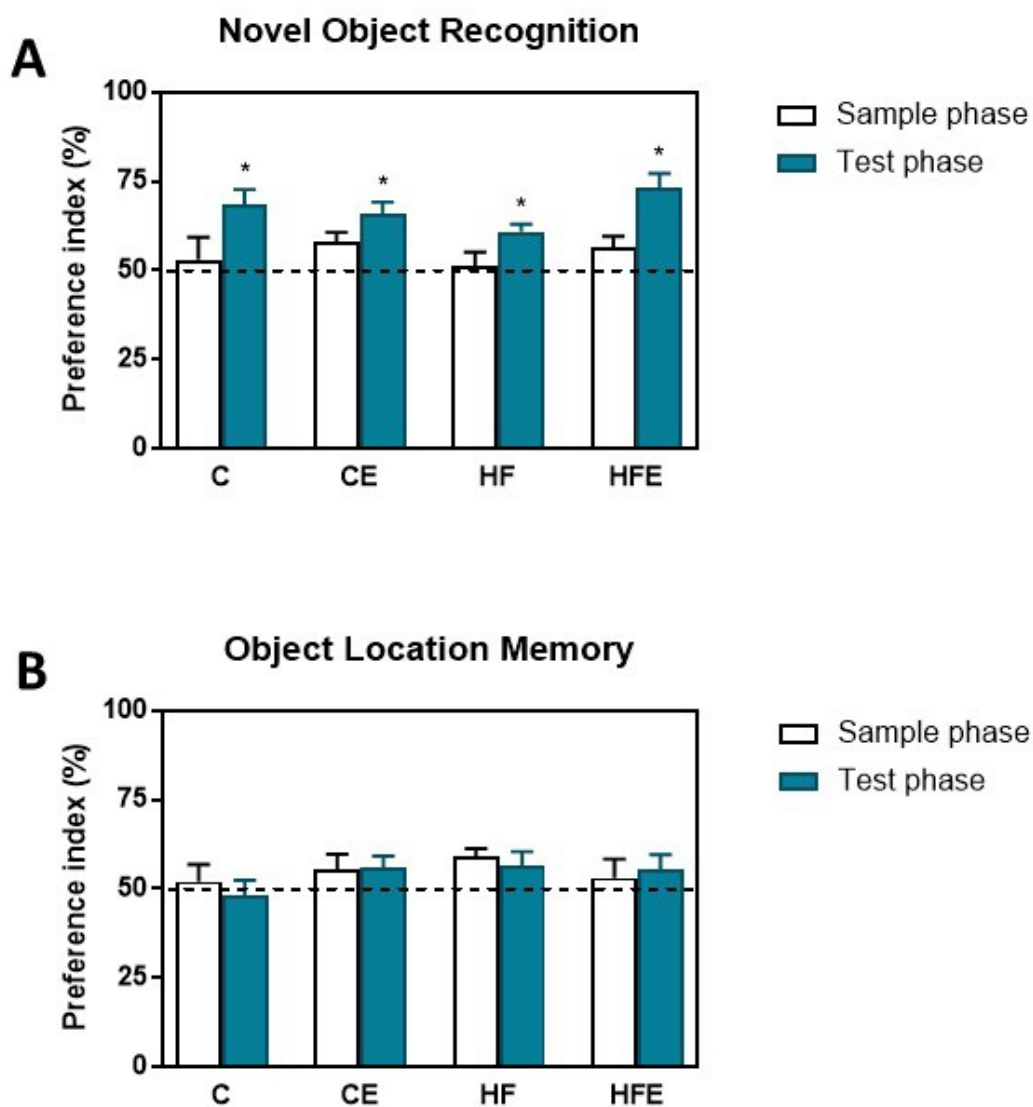 A
Novel Object Recognition
Preference index (%)
100
75
50
25
0
* * * *
C CE HF HFE
Sample phase
Test phase
B
Object Location Memory
Preference index (%)
100
75
50
25
0
C CE HF HFE
Sample phase
Test phase